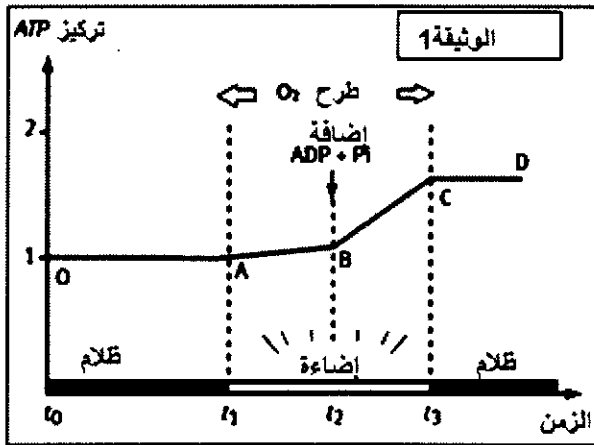 تركيز ATP
الوثيقة1
طرح O₂
اضافة
ADP + Pi
2
1
O
A
B
C
D
ظلام
إضاءة
ظلام
t₀
t₁
t₂
t₃
الزمن